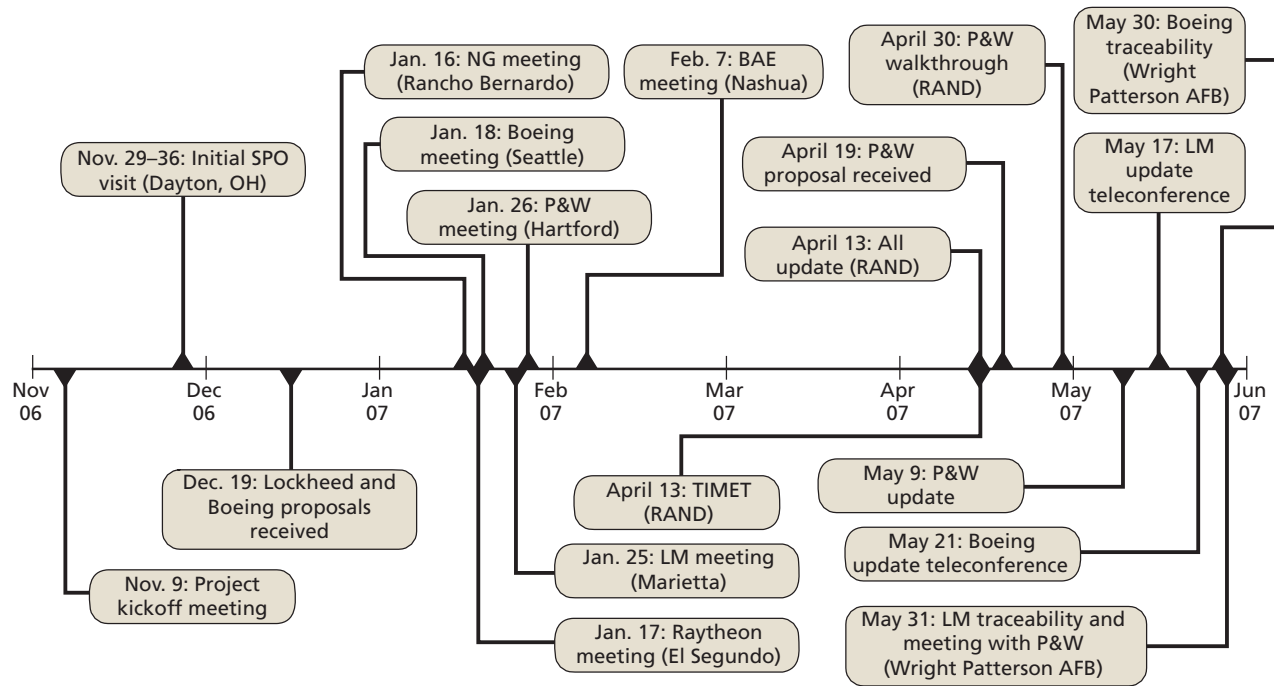 Jan. 16: NG meeting
(Rancho Bernardo)
Feb. 7: BAE
meeting (Nashua)
April 30: P&W
walkthrough
(RAND)
May 30: Boeing
traceability
(Wright
Patterson AFB)
Nov. 29–36: Initial SPO
visit (Dayton, OH)
Jan. 18: Boeing
meeting (Seattle)
April 19: P&W
proposal received
May 17: LM
update
teleconference
Jan. 26: P&W
meeting (Hartford)
April 13: All
update (RAND)
Nov
06
Dec
06
Jan
07
Feb
07
Mar
07
Apr
07
May
07
Jun
07
Dec. 19: Lockheed and
Boeing proposals
received
April 13: TIMET
(RAND)
May 9: P&W
update
Nov. 9: Project
kickoff meeting
Jan. 25: LM meeting
(Marietta)
May 21: Boeing
update teleconference
Jan. 17: Raytheon
meeting (El Segundo)
May 31: LM traceability and
meeting with P&W
(Wright Patterson AFB)